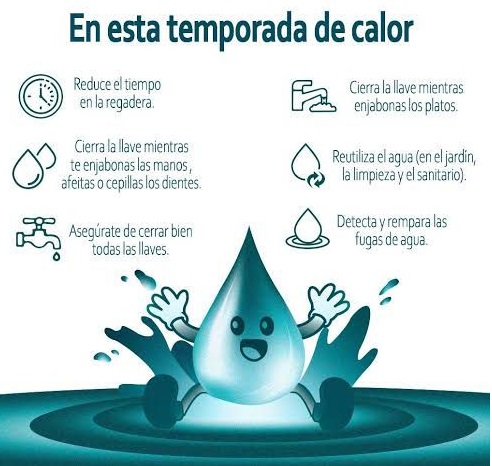 En esta temporada de calor
Reduce el tiempo
en la regadera.
Cierra la llave mientras
te enjabonas las manos,
afeitas o cepillas los dientes.
Asegúrate de cerrar bien
todas las llaves.
Cierra la llave mientras
enjabonas los platos.
Reutiliza el agua (en el jardín,
la limpieza y el sanitario).
Detecta y rempara las
fugas de agua.